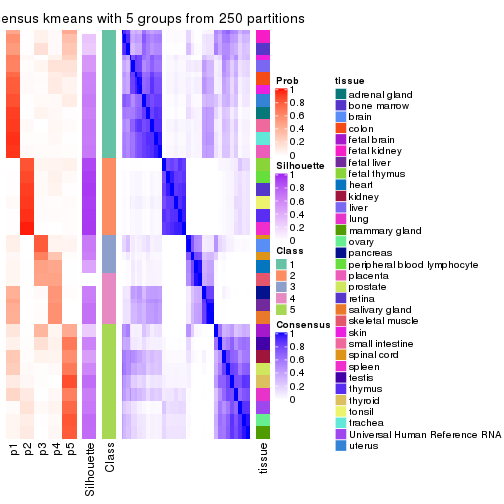 ensus kmeans with 5 groups from 250 partitions
p1
p2
p3
p4
p5
Silhouette
Class
tissue
Prob
1
0.8
0.6
0.4
0.2
0
Silhouette
1
0.8
0.6
0.4
0.2
0
Class
1
2
3
4
5
Consensus
1
0.8
0.6
0.4
0.2
0
tissue
adrenal gland
bone marrow
brain
colon
fetal brain
fetal kidney
fetal liver
fetal thymus
heart
kidney
liver
lung
mammary gland
ovary
pancreas
peripheral blood lymphocyte
placenta
prostate
retina
salivary gland
skeletal muscle
skin
small intestine
spinal cord
spleen
testis
thymus
thyroid
tonsil
trachea
Universal Human Reference RNA
uterus